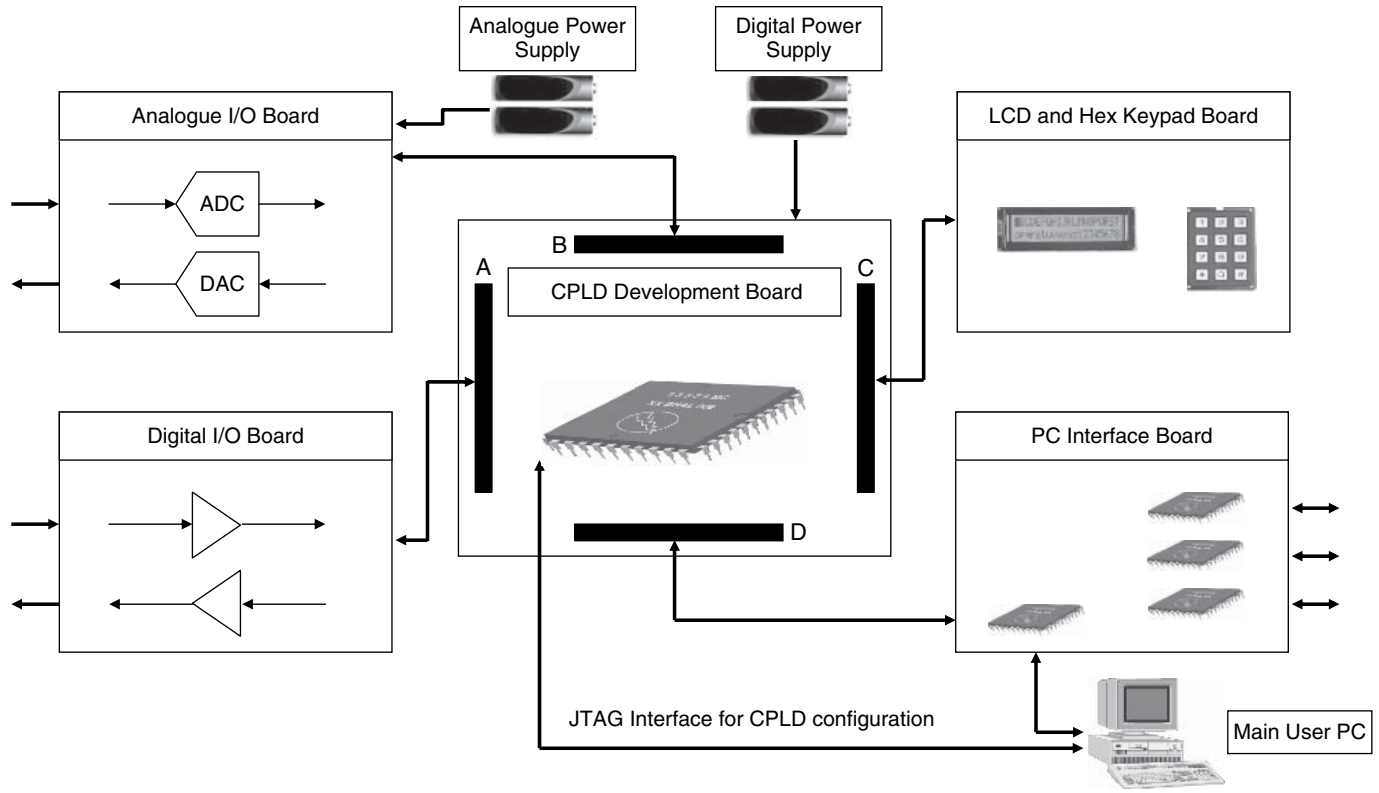 Analogue Power
Supply
Digital Power
Supply
Analogue I/O Board
ADC
DAC
LCD and Hex Keypad Board
B
A
C
CPLD Development Board
Digital I/O Board
D
PC Interface Board
JTAG Interface for CPLD configuration
Main User PC